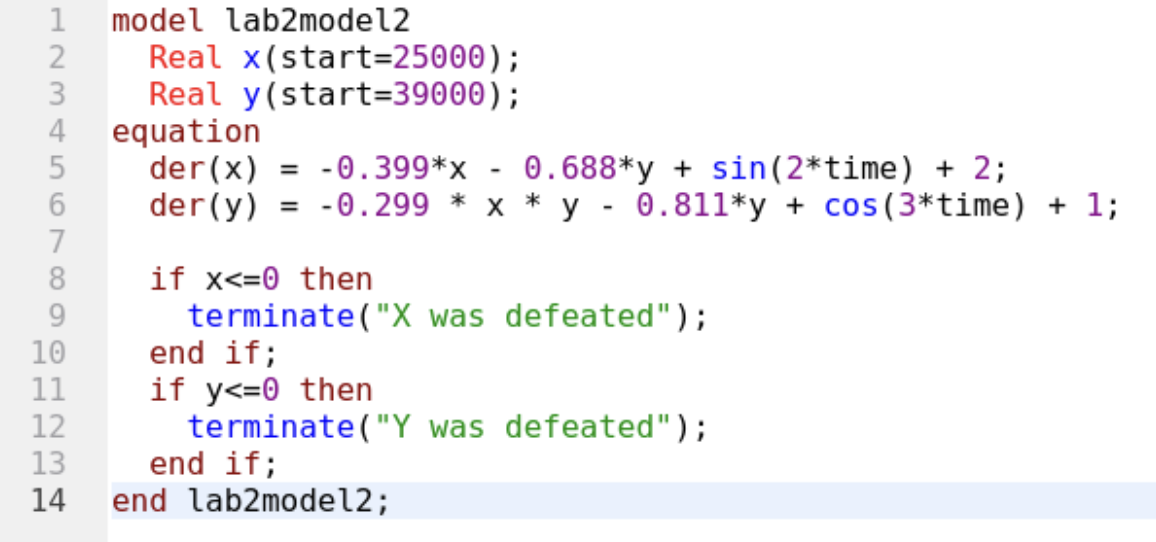 1 model lab2model2
2   Real x(start=25000);
3   Real y(start=39000);
4 equation
5   der(x) = -0.399*x - 0.688*y + sin(2*time) + 2;
6   der(y) = -0.299 * x * y - 0.811*y + cos(3*time) + 1;
7
8   if x<=0 then
9     terminate("X was defeated");
10   end if;
11   if y<=0 then
12     terminate("Y was defeated");
13   end if;
14 end lab2model2;